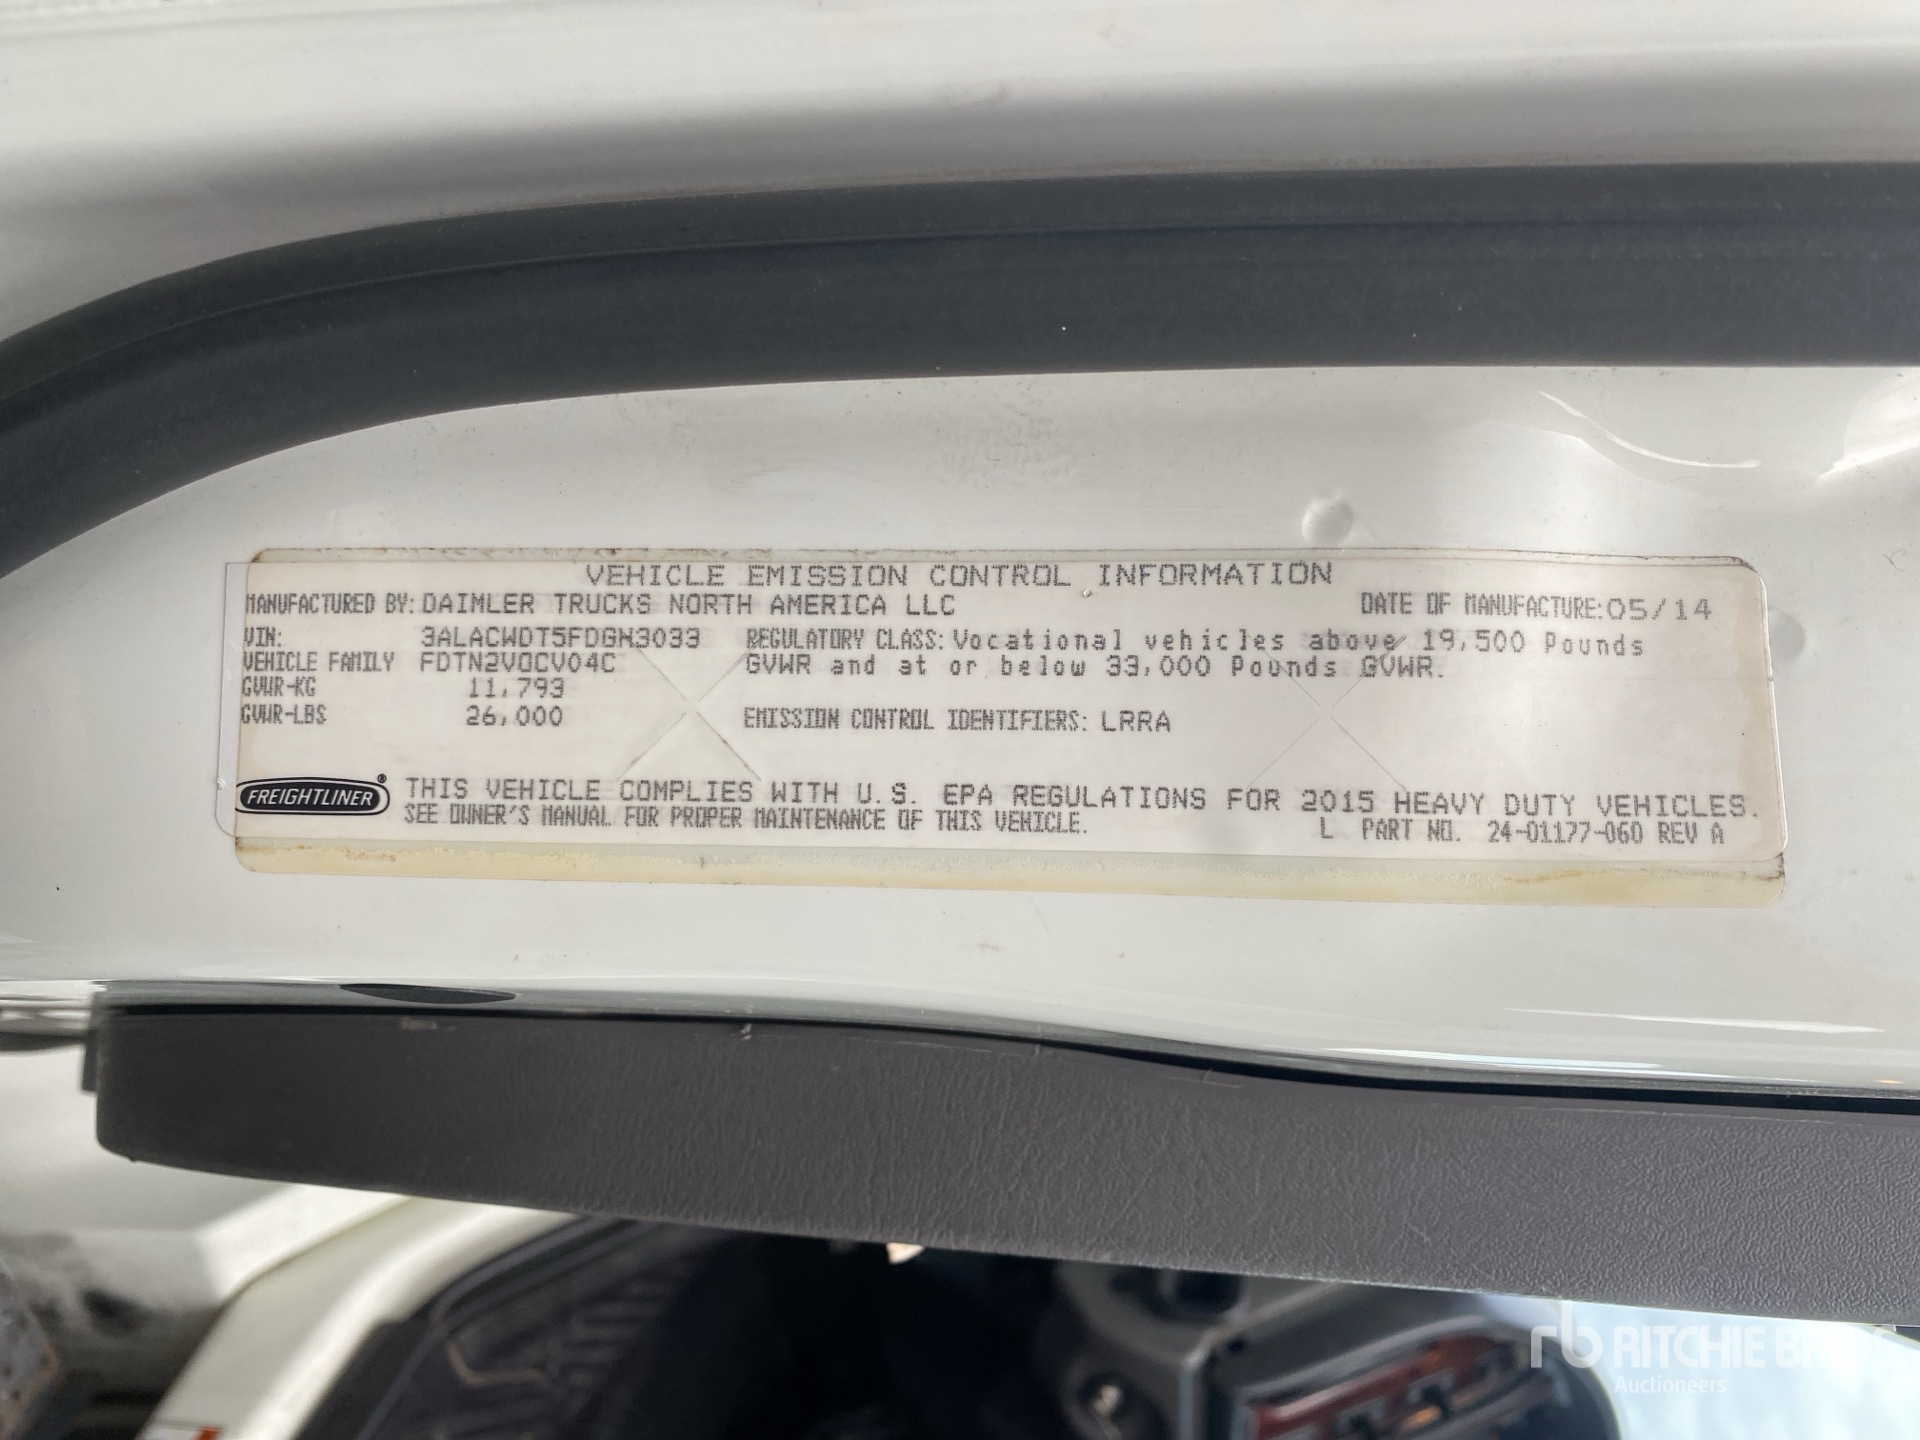 VEHICLE EMISSION CONTROL INFORMATION
MANUFACTURED BY: DAIMLER TRUCKS NORTH AMERICA LLC DATE OF MANUFACTURE: 05/14
VIN: 3ALACWDT5FDGH3033 REGULATORY CLASS: Vocational vehicles above 19,500 Pounds
VEHICLE FAMILY FDTN2VOCV04C GVWR and at or below 33,000 Pounds GVWR.
GVWR-KG 11,793
GVWR-LBS 26,000 EMISSION CONTROL IDENTIFIERS: LRRA
FREIGHTLINER® THIS VEHICLE COMPLIES WITH U.S. EPA REGULATIONS FOR 2015 HEAVY DUTY VEHICLES.
SEE OWNER'S MANUAL FOR PROPER MAINTENANCE OF THIS VEHICLE. L PART NO. 24-01177-060 REV A
rb RITCHIE
Auctioneers